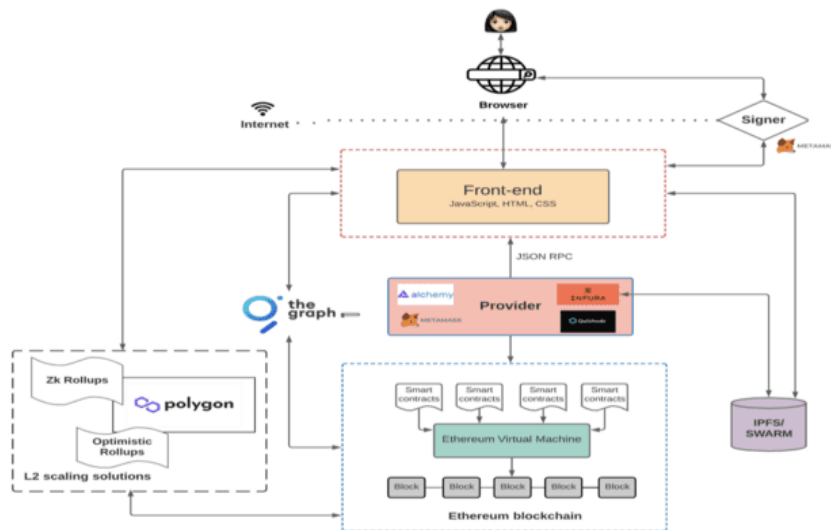 Browser
Internet
Signer
METAMASK
Front-end
JavaScript, HTML, CSS
JSON RPC
alchemy
Provider
INFURA
METAMASK
QuikNode
the
graph
Zk Rollups
polygon
Optimistic
Rollups
L2 scaling solutions
Smart
contracts
Smart
contracts
Smart
contracts
Smart
contracts
Ethereum Virtual Machine
Block
Block
Block
Block
Block
Ethereum blockchain
IPFS/
SWARM